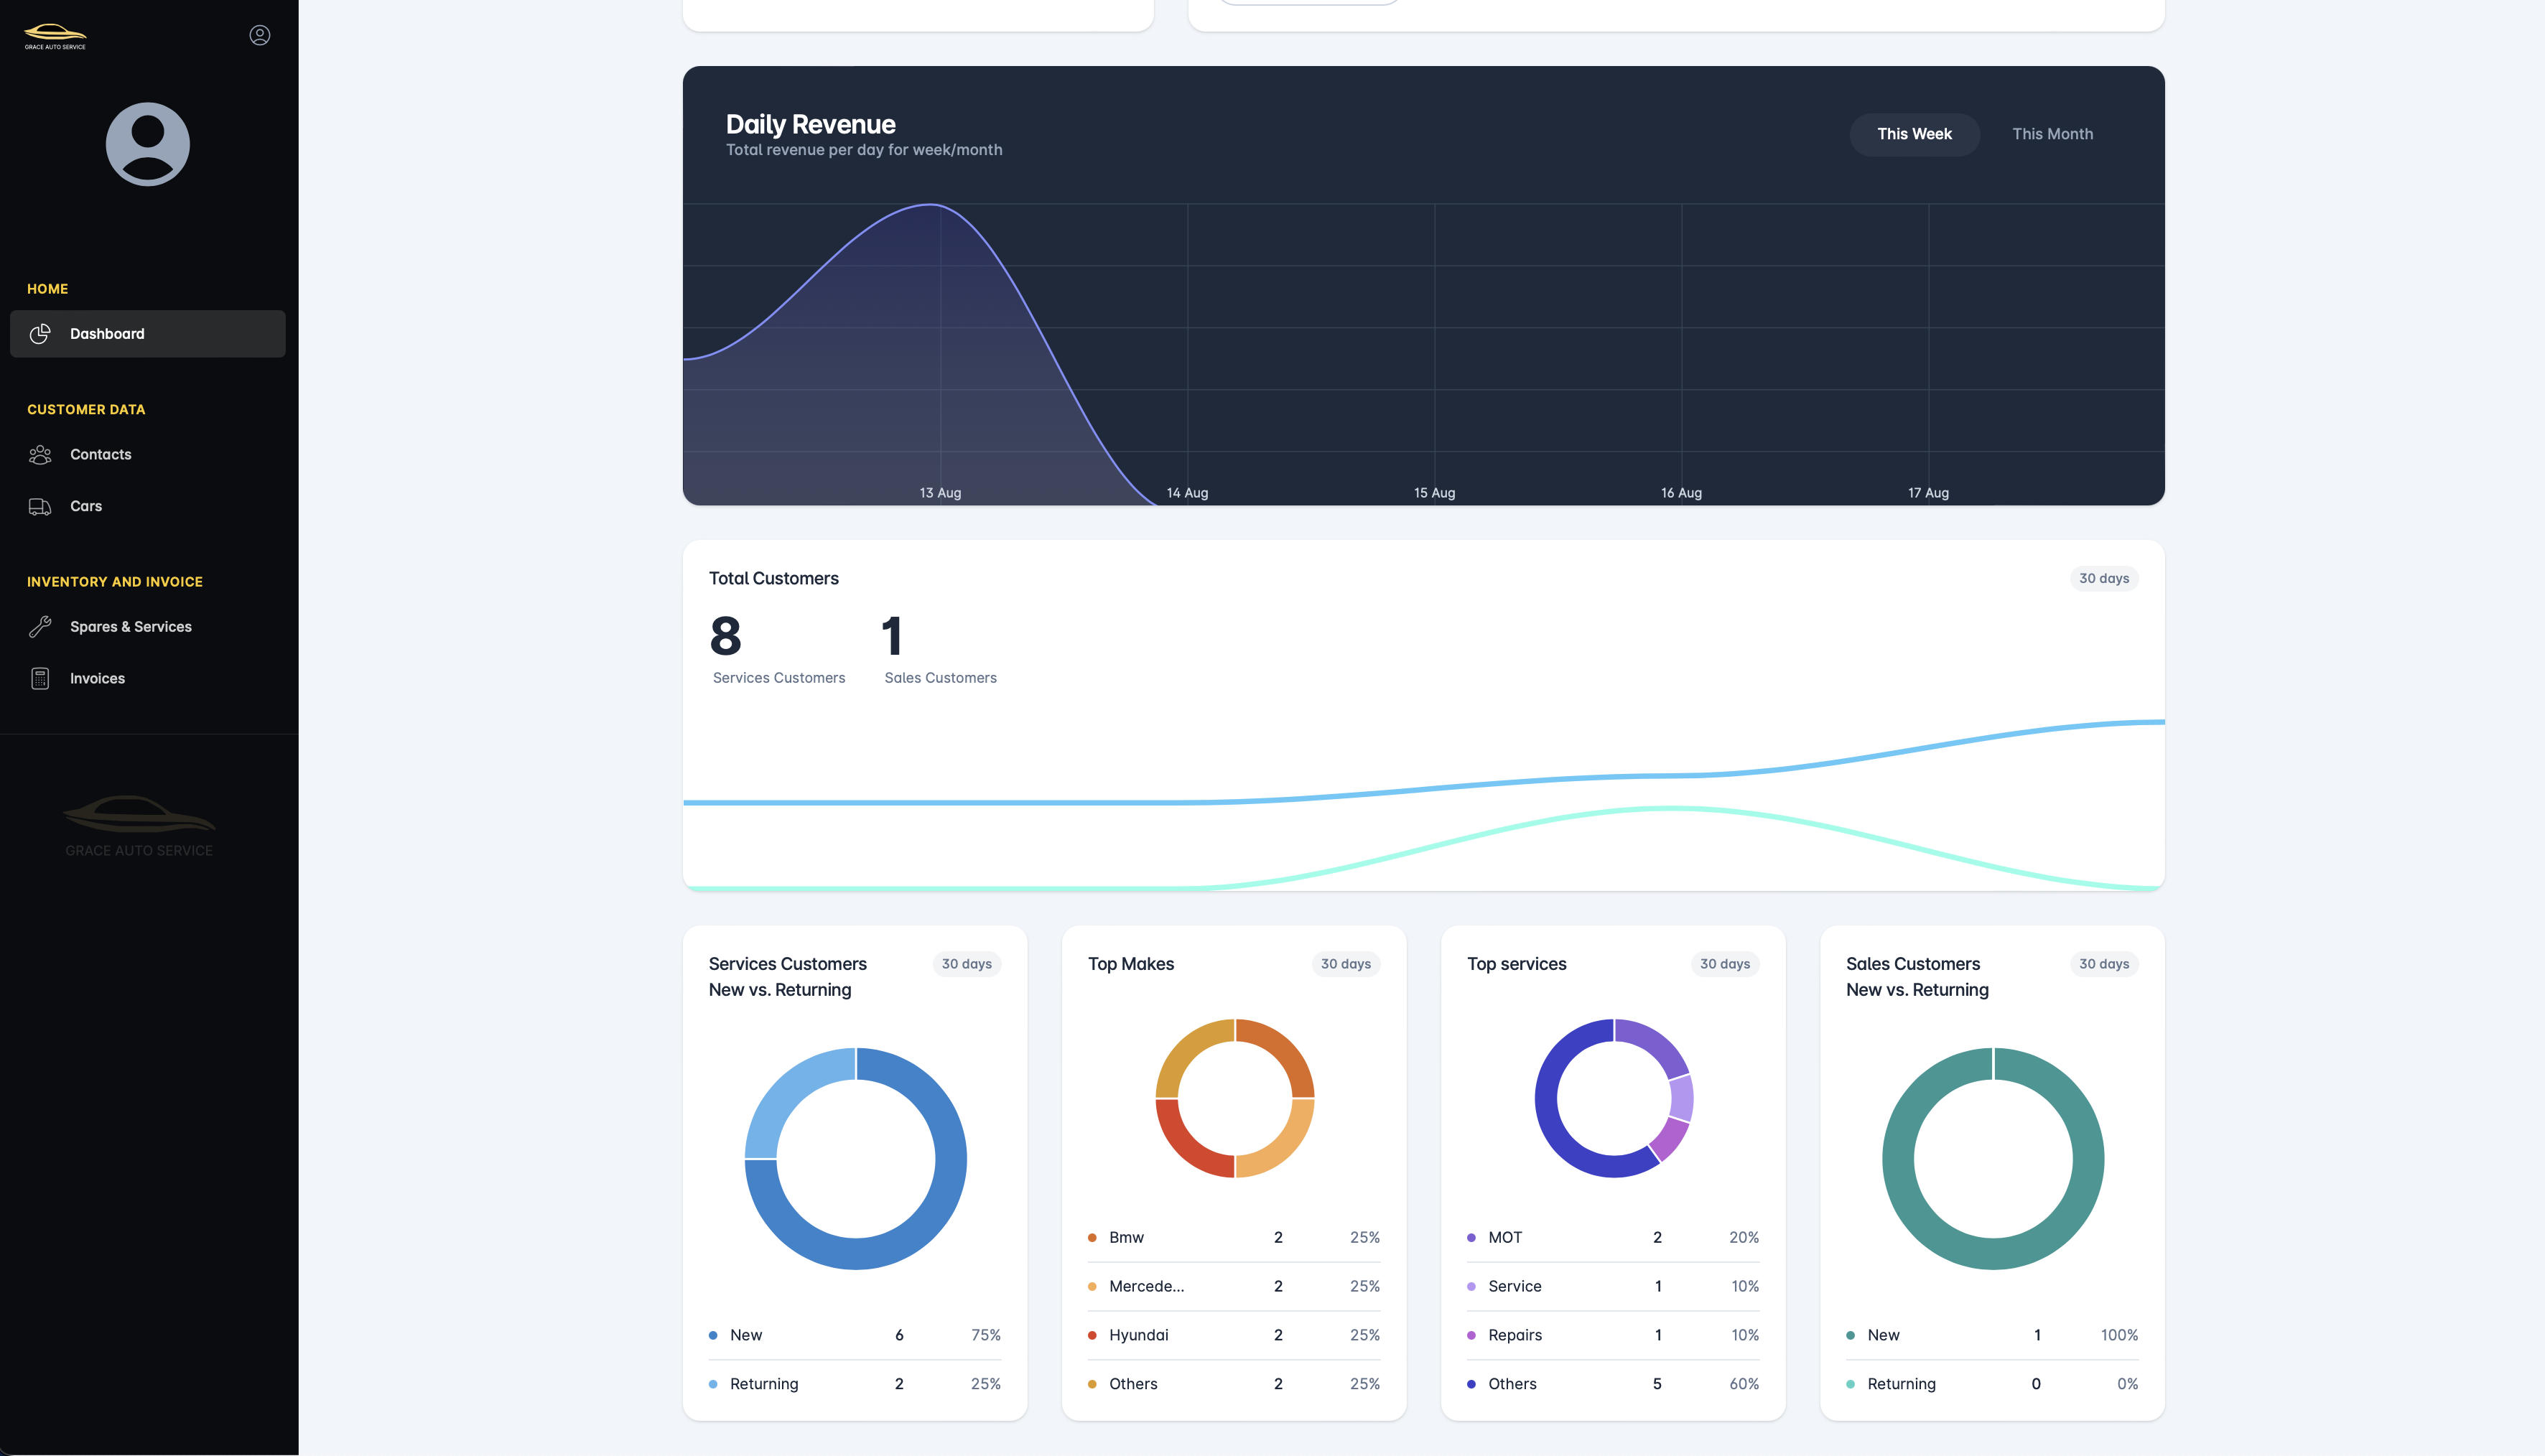 GRACE AUTO SERVICE
HOME
Dashboard
CUSTOMER DATA
Contacts
Cars
INVENTORY AND INVOICE
Spares & Services
Invoices
GRACE AUTO SERVICE
Daily Revenue
Total revenue per day for week/month
This Week
This Month
13 Aug
14 Aug
15 Aug
16 Aug
17 Aug
Total Customers
30 days
8
1
Services Customers
Sales Customers
Services Customers
New vs. Returning
30 days
New 6 75%
Returning 2 25%
Top Makes
30 days
Bmw 2 25%
Mercede... 2 25%
Hyundai 2 25%
Others 2 25%
Top services
30 days
MOT 2 20%
Service 1 10%
Repairs 1 10%
Others 5 60%
Sales Customers
New vs. Returning
30 days
New 1 100%
Returning 0 0%